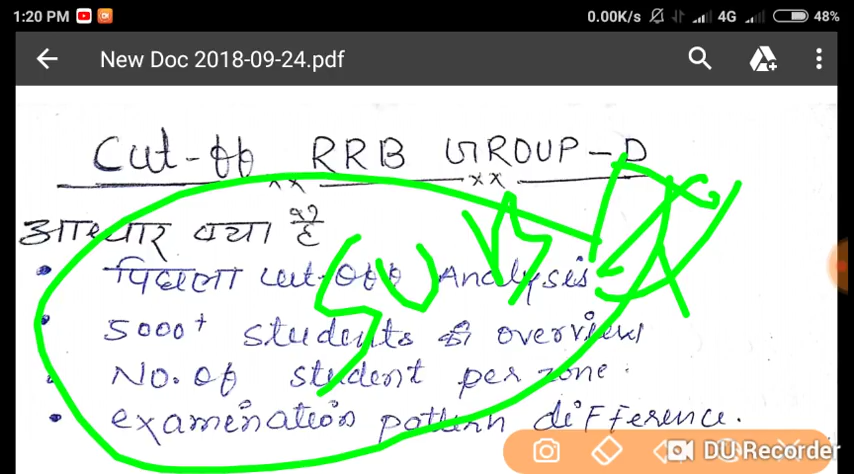 1:20 PM 0.00K/s 4G 48%
New Doc 2018-09-24.pdf
Cut-off RRB GROUP-D
आधार क्या है
पिछला Cut-off Analysis
5000+ students की overview
No. of student per zone.
examenation pattern difference.
DU Recorder